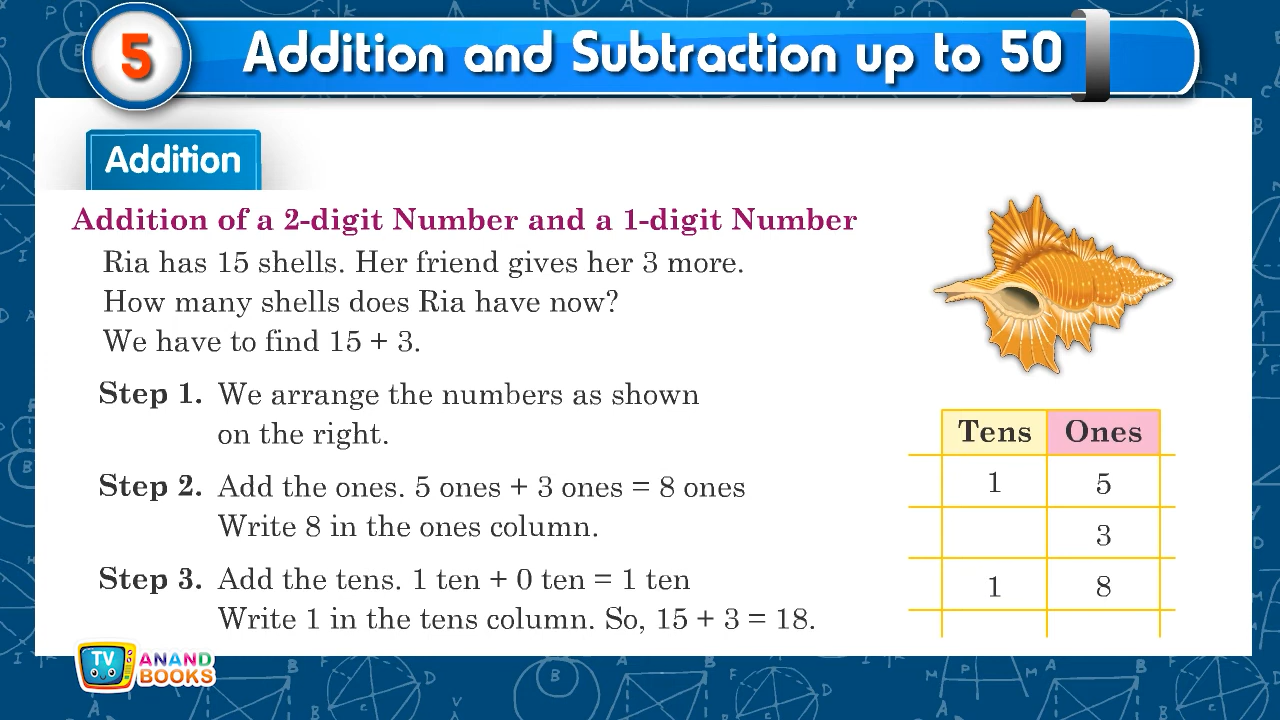 5
Addition and Subtraction up to 50
Addition
Addition of a 2-digit Number and a 1-digit Number
Ria has 15 shells. Her friend gives her 3 more.
How many shells does Ria have now?
We have to find 15 + 3.
Step 1. We arrange the numbers as shown
on the right.
Step 2. Add the ones. 5 ones + 3 ones = 8 ones
Write 8 in the ones column.
Step 3. Add the tens. 1 ten + 0 ten = 1 ten
Write 1 in the tens column. So, 15 + 3 = 18.
Tens Ones
1 5
3
1 8
TV
ANAND
BOOKS